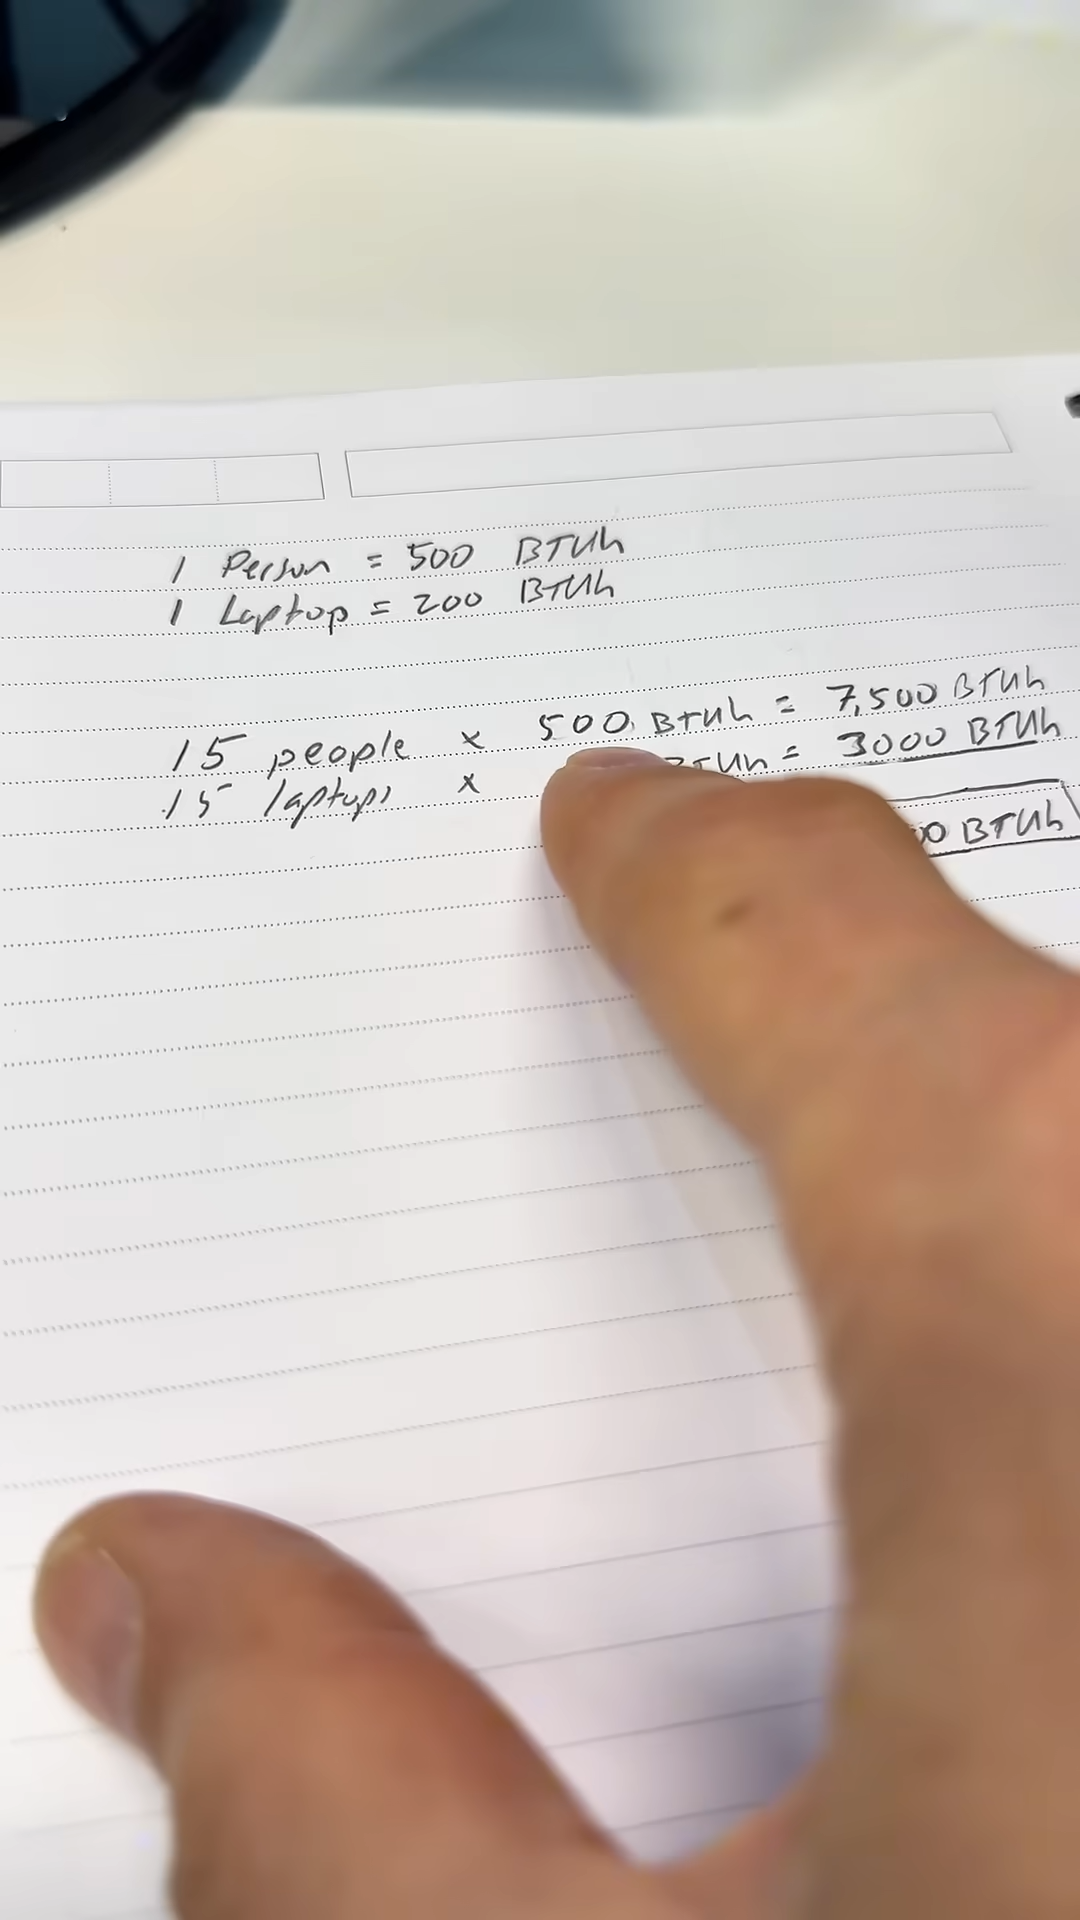 1 Person = 500 BTUh
1 Laptop = 200 BTUh
15 people x 500 BTUh = 7,500 BTUh
15 laptops x BTUh = 3000 BTUh
BTUh